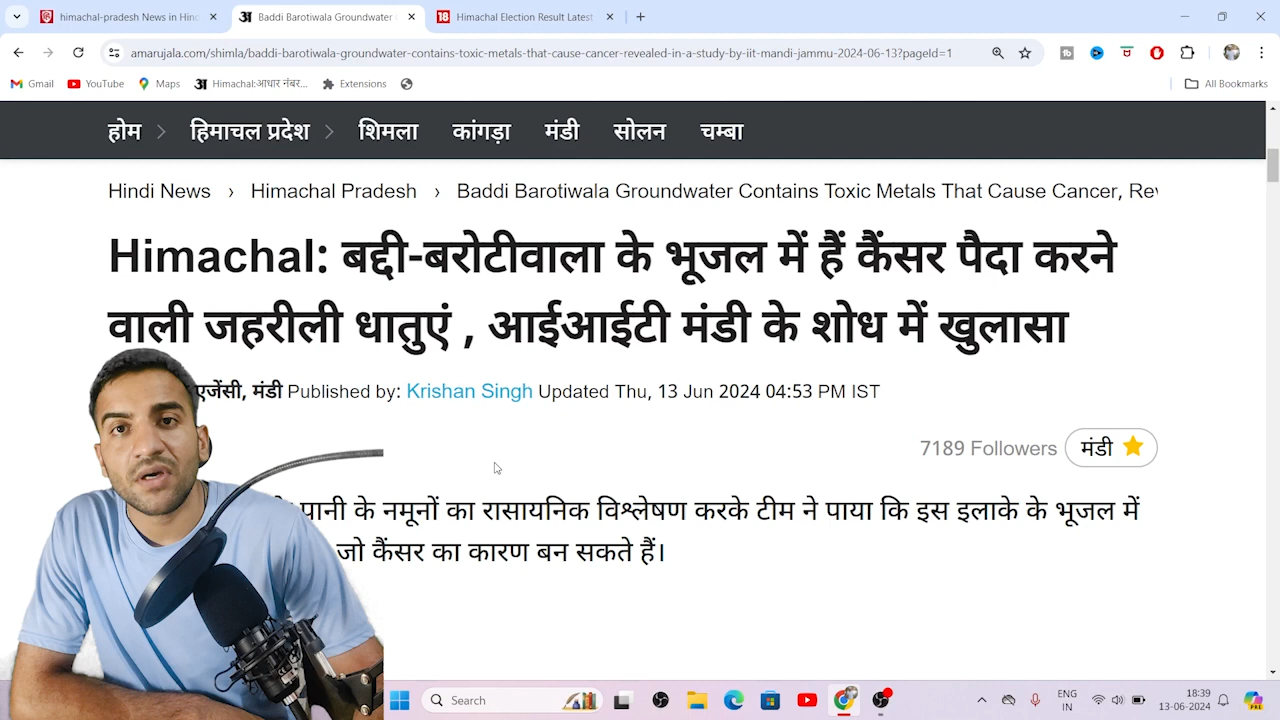 himachal-pradesh News in Hin
Baddi Barotiwala Groundwater
Himachal Election Result Latest
amarujala.com/shimla/baddi-barotiwala-groundwater-contains-toxic-metals-that-cause-cancer-revealed-in-a-study-by-iit-mandi-jammu-2024-06-13?pageId=1
Gmail YouTube Maps Himachal:आधार नंबर... Extensions All Bookmarks
होम हिमाचल प्रदेश शिमला कांगड़ा मंडी सोलन चम्बा
Hindi News › Himachal Pradesh › Baddi Barotiwala Groundwater Contains Toxic Metals That Cause Cancer, Rev
Himachal: बद्दी-बरोटीवाला के भूजल में हैं कैंसर पैदा करने
वाली जहरीली धातुएं , आईआईटी मंडी के शोध में खुलासा
एजेंसी, मंडी Published by: Krishan Singh Updated Thu, 13 Jun 2024 04:53 PM IST
7189 Followers मंडी
पानी के नमूनों का रासायनिक विश्लेषण करके टीम ने पाया कि इस इलाके के भूजल में
जो कैंसर का कारण बन सकते हैं।
Search ENG 18:39
IN 13-06-2024